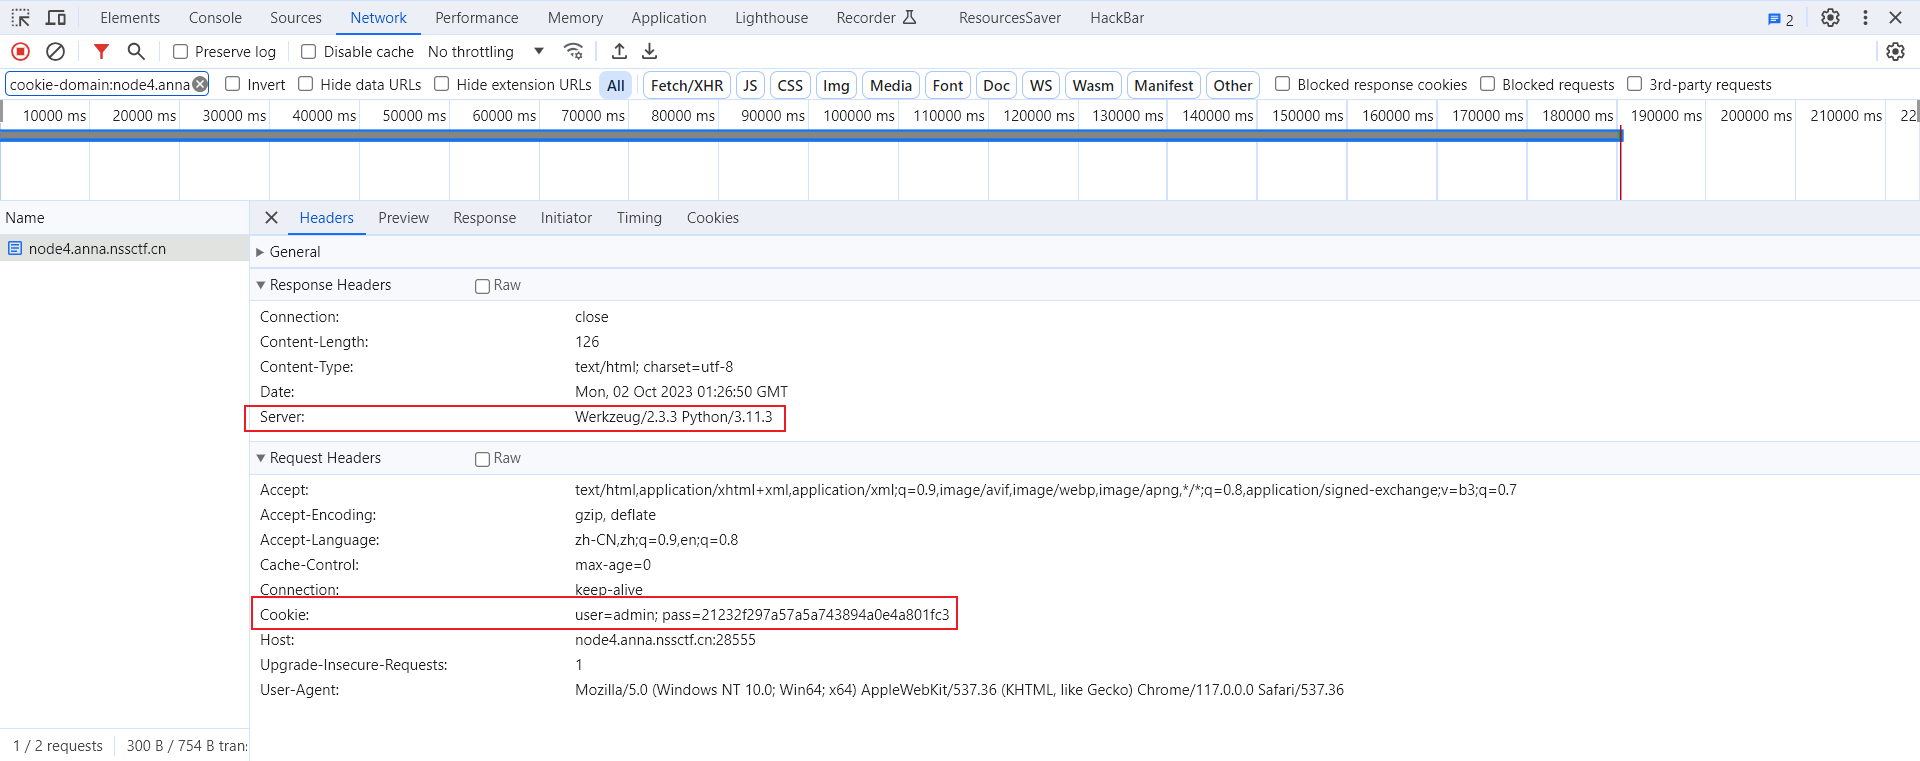 Elements Console Sources Network Performance Memory Application Lighthouse Recorder ResourcesSaver HackBar 2
Preserve log Disable cache No throttling
cookie-domain:node4.anna Invert Hide data URLs Hide extension URLs All Fetch/XHR JS CSS Img Media Font Doc WS Wasm Manifest Other Blocked response cookies Blocked requests 3rd-party requests
10000 ms 20000 ms 30000 ms 40000 ms 50000 ms 60000 ms 70000 ms 80000 ms 90000 ms 100000 ms 110000 ms 120000 ms 130000 ms 140000 ms 150000 ms 160000 ms 170000 ms 180000 ms 190000 ms 200000 ms 210000 ms 22
Name Headers Preview Response Initiator Timing Cookies
node4.anna.nssctf.cn
General
Response Headers Raw
Connection: close
Content-Length: 126
Content-Type: text/html; charset=utf-8
Date: Mon, 02 Oct 2023 01:26:50 GMT
Server: Werkzeug/2.3.3 Python/3.11.3
Request Headers Raw
Accept: text/html,application/xhtml+xml,application/xml;q=0.9,image/avif,image/webp,image/apng,*/*;q=0.8,application/signed-exchange;v=b3;q=0.7
Accept-Encoding: gzip, deflate
Accept-Language: zh-CN,zh;q=0.9,en;q=0.8
Cache-Control: max-age=0
Connection: keep-alive
Cookie: user=admin; pass=21232f297a57a5a743894a0e4a801fc3
Host: node4.anna.nssctf.cn:28555
Upgrade-Insecure-Requests: 1
User-Agent: Mozilla/5.0 (Windows NT 10.0; Win64; x64) AppleWebKit/537.36 (KHTML, like Gecko) Chrome/117.0.0.0 Safari/537.36
1 / 2 requests 300 B / 754 B tran